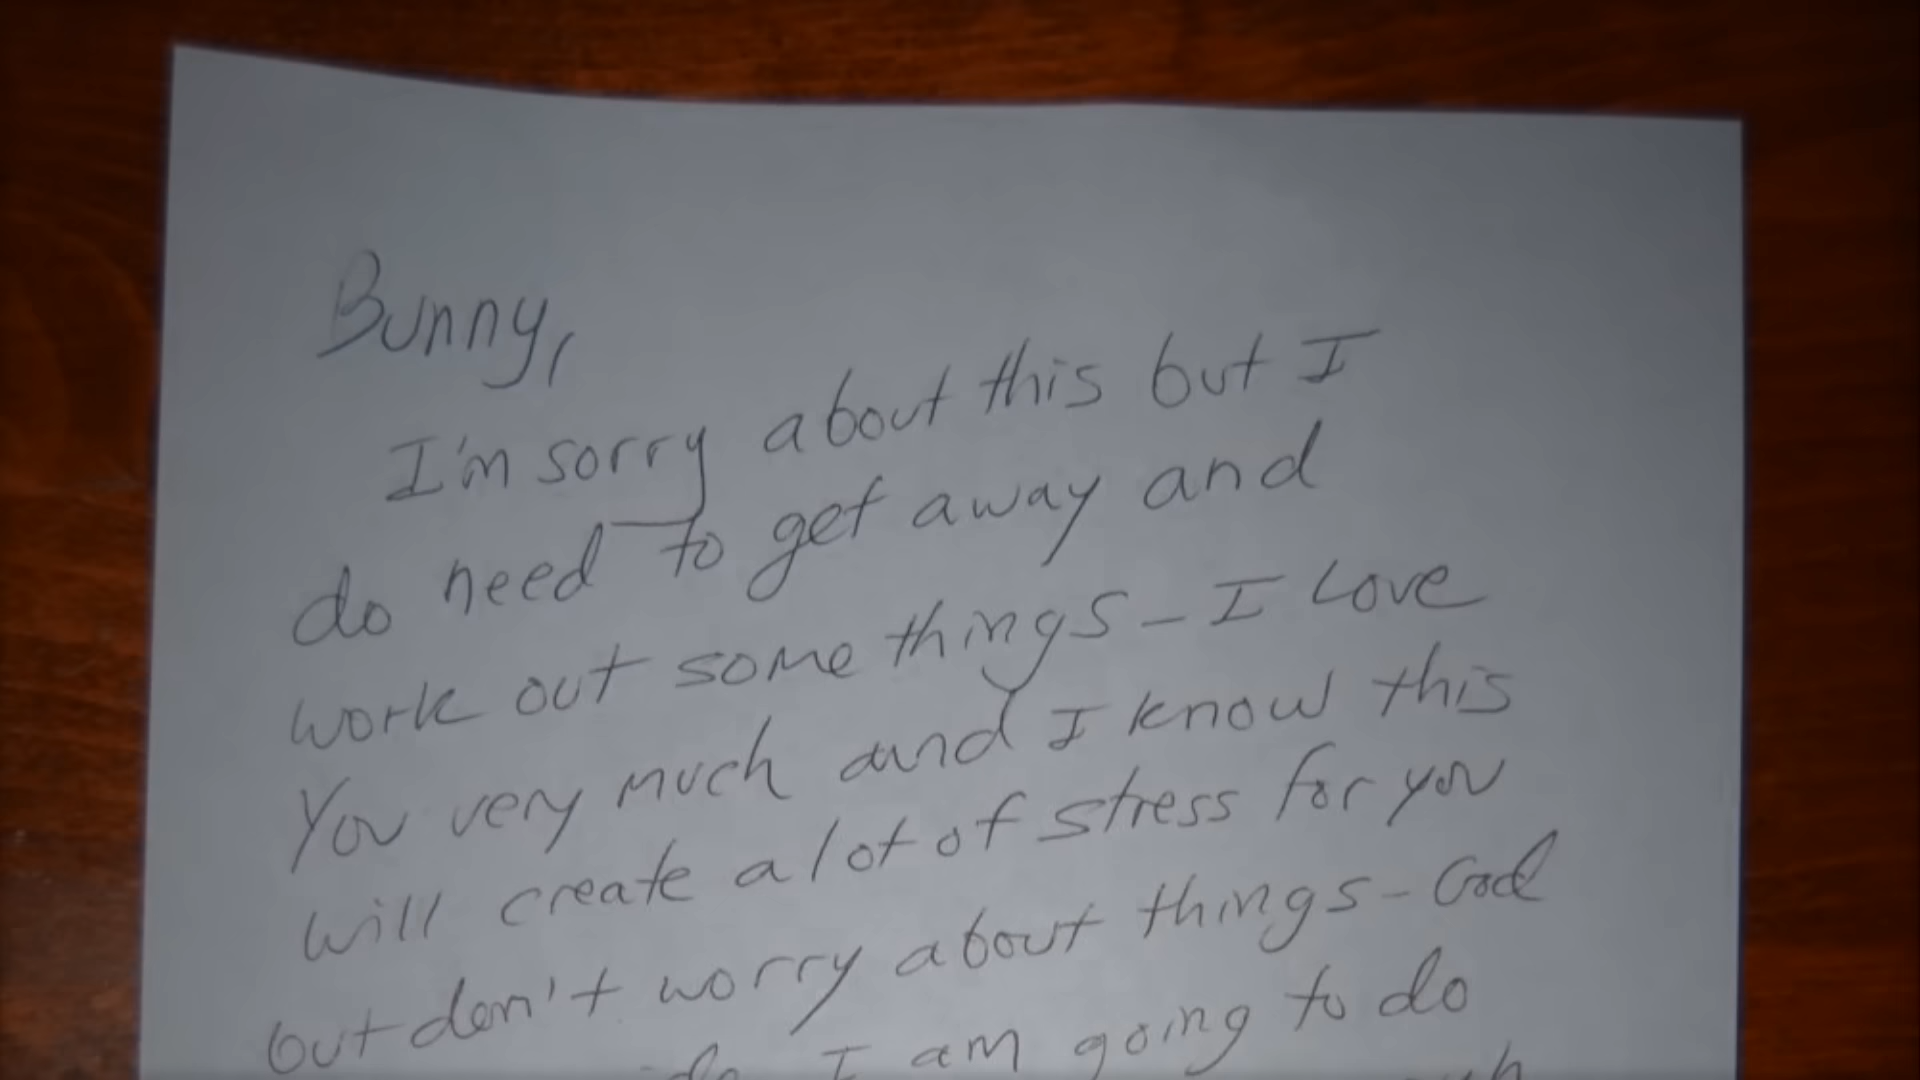 Bunny,
I'm sorry about this but I
do need to get away and
work out some things - I Love
You very much and I know this
will create a lot of stress for you
but don't worry about things - God
I am going to do